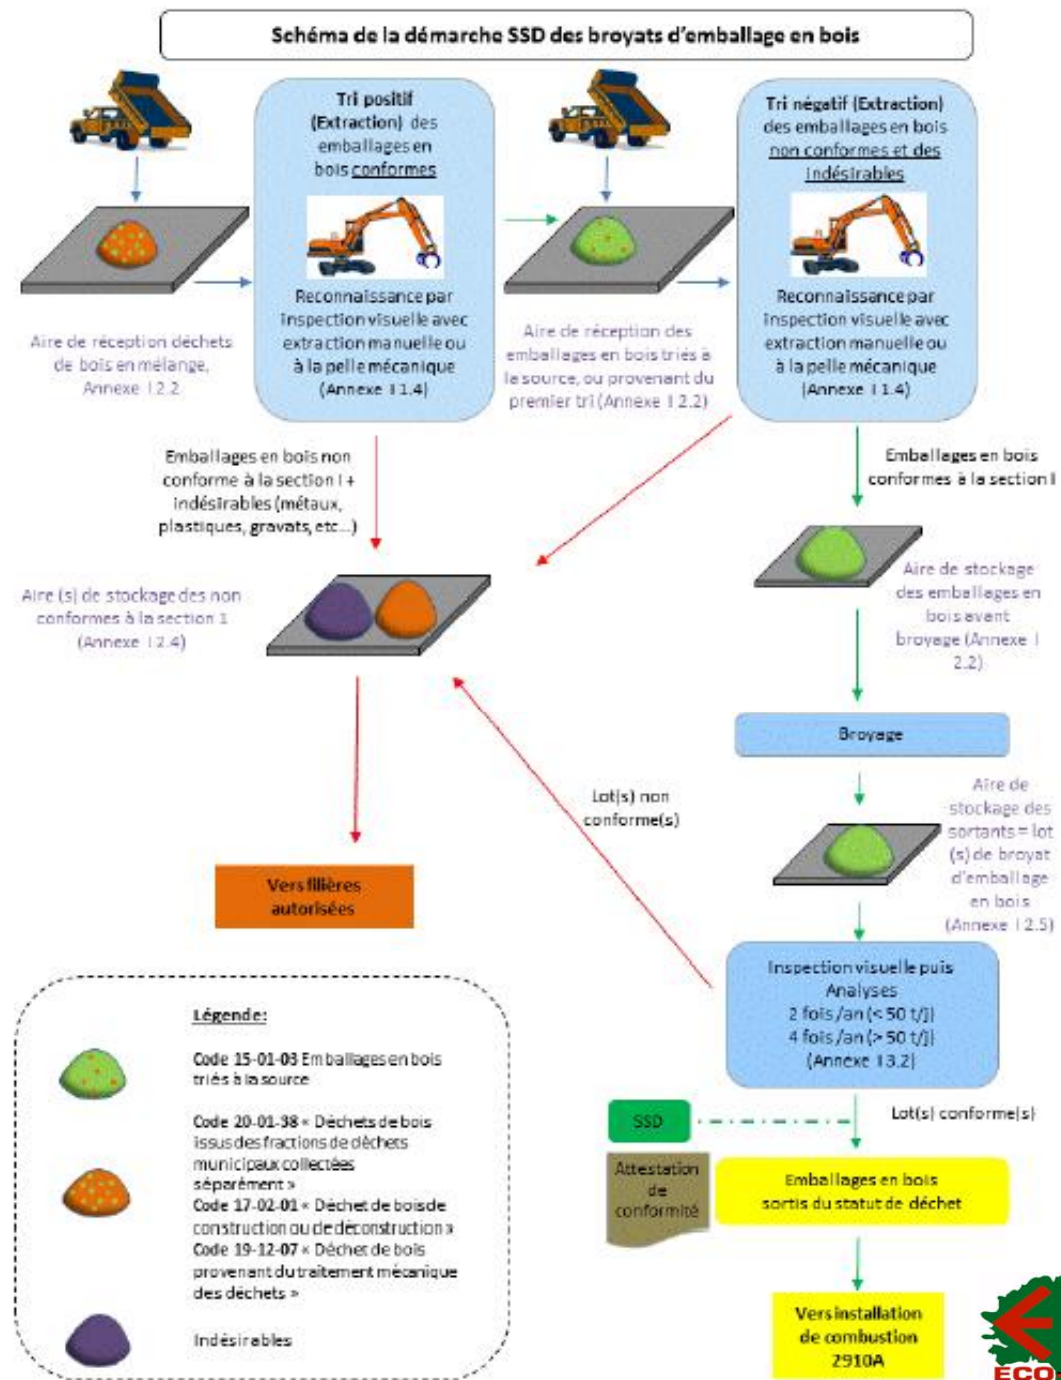 Schéma de la démarche SSD des broyats d'emballage en bois
Tri positif
(Extraction) des
emballages en
bois conformes
Reconnaissance par
inspection visuelle avec
extraction manuelle ou
à la pelle mécanique
(Annexe I 1.4)
Tri négatif (Extraction)
des emballages en bois
non conformes et des
indésirables
Reconnaissance par
inspection visuelle avec
extraction manuelle ou
à la pelle mécanique
(Annexe I 1.4)
Aire de réception déchets
de bois en mélange,
Annexe I 2.2
Aire de réception des
emballages en bois triés à
la source, ou provenant du
premier tri (Annexe I 2.2)
Emballages en bois non
conforme à la section I +
indésirables (métaux,
plastiques, gravats, etc...)
Emballages en bois
conformes à la section I
Aire (s) de stockage des non
conformes à la section 1
(Annexe I 2.4)
Aire de stockage
des emballages en
bois avant
broyage (Annexe I
2.2)
Broyage
Lot(s) non
conforme(s)
Aire de
stockage des
sortants = lot
(s) de broyat
d'emballage
en bois
(Annexe I 2.5)
Vers filières
autorisées
Inspection visuelle puis
Analyses
2 fois /an (< 50 t/j)
4 fois /an (> 50 t/j)
(Annexe I 3.2)
Lot(s) conforme(s)
SSD
Attestation
de
conformité
Emballages en bois
sortis du statut de déchet
Vers installation
de combustion
2910A
Légende:
Code 15-01-03 Emballages en bois
triés à la source
Code 20-01-38 « Déchets de bois
issus des fractions de déchets
municipaux collectées
séparément »
Code 17-02-01 « Déchet de bois de
construction ou de déconstruction »
Code 19-12-07 « Déchet de bois
provenant du traitement mécanique
des déchets »
Indésirables
ECO